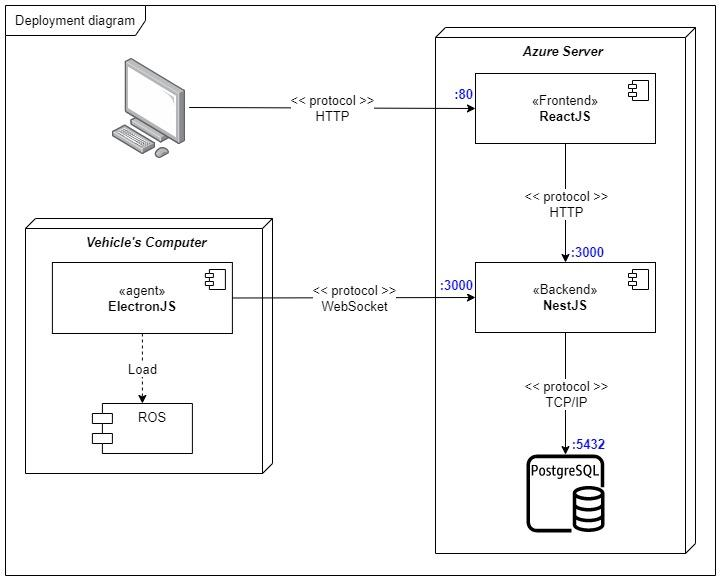 Deployment diagram
Azure Server
:80
<< protocol >>
HTTP
«Frontend»
ReactJS
<< protocol >>
HTTP
Vehicle's Computer
:3000
«agent»
ElectronJS
<< protocol >>
WebSocket
:3000
«Backend»
NestJS
Load
<< protocol >>
TCP/IP
ROS
:5432
PostgreSQL